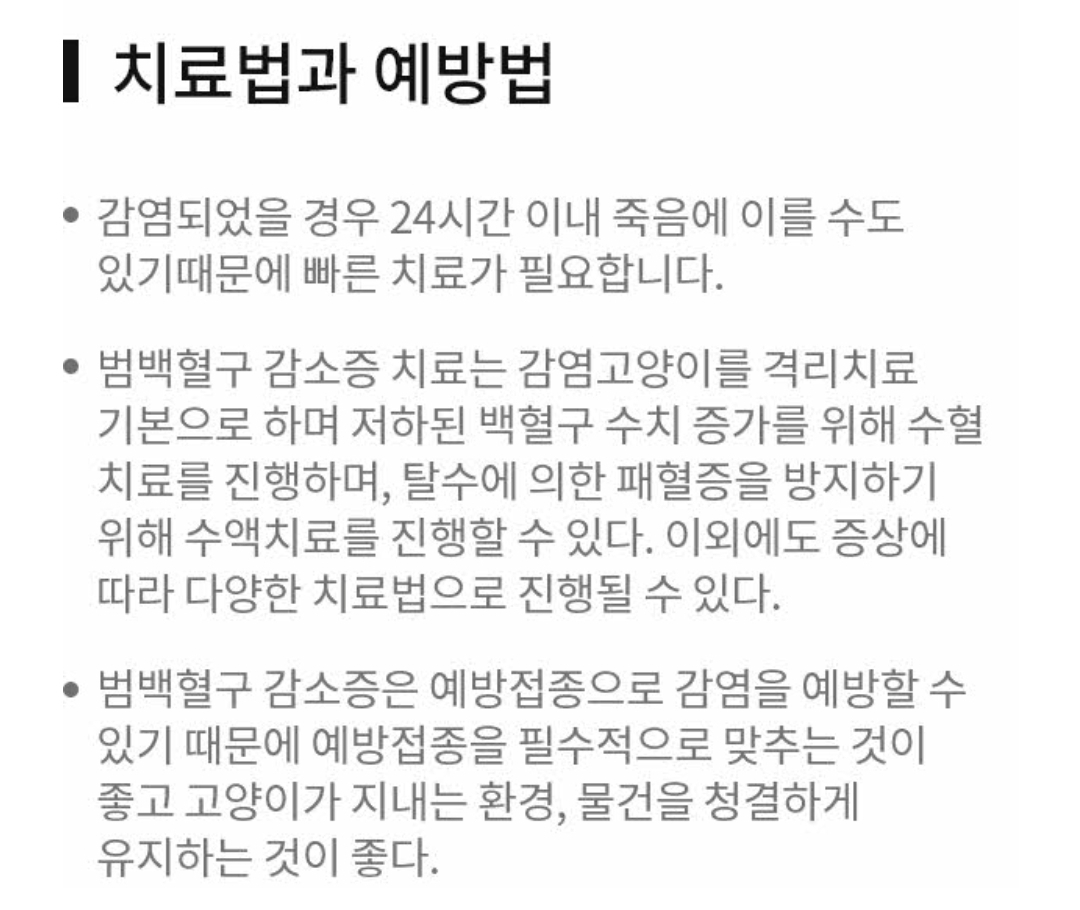 치료법과 예방법
• 감염되었을 경우 24시간 이내 죽음에 이를 수도
있기때문에 빠른 치료가 필요합니다.
• 범백혈구 감소증 치료는 감염고양이를 격리치료
기본으로 하며 저하된 백혈구 수치 증가를 위해 수혈
치료를 진행하며, 탈수에 의한 패혈증을 방지하기
위해 수액치료를 진행할 수 있다. 이외에도 증상에
따라 다양한 치료법으로 진행될 수 있다.
• 범백혈구 감소증은 예방접종으로 감염을 예방할 수
있기 때문에 예방접종을 필수적으로 맞추는 것이
좋고 고양이가 지내는 환경, 물건을 청결하게
유지하는 것이 좋다.